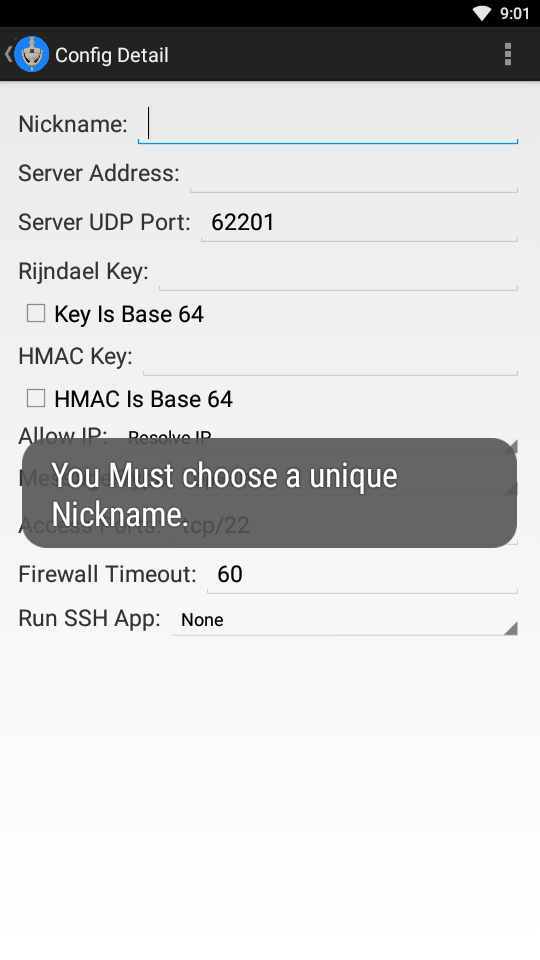 9:01
Config Detail
Nickname:
Server Address:
Server UDP Port: 62201
Rijndael Key:
Key Is Base 64
HMAC Key:
HMAC Is Base 64
Allow IP: Resolve IP
You Must choose a unique
Nickname.
Access Ports: tcp/22
Firewall Timeout: 60
Run SSH App: None